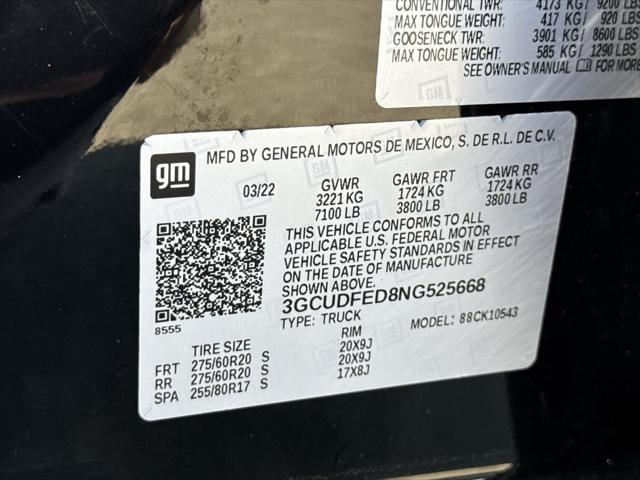 CONVENTIONAL TWR: 4173 KG/ 9200 LBS
MAX TONGUE WEIGHT: 417 KG/ 920 LBS
GOOSENECK TWR: 3901 KG/ 8600 LBS
MAX TONGUE WEIGHT: 585 KG/ 1290 LBS
SEE OWNER'S MANUAL FOR MORE
GM
gm
MFD BY GENERAL MOTORS DE MEXICO, S. DE R.L. DE C.V.
03/22 GVWR GAWR FRT GAWR RR
3221 KG 1724 KG 1724 KG
7100 LB 3800 LB 3800 LB
THIS VEHICLE CONFORMS TO ALL
APPLICABLE U.S. FEDERAL MOTOR
VEHICLE SAFETY STANDARDS IN EFFECT
ON THE DATE OF MANUFACTURE
SHOWN ABOVE.
3GCUDFED8NG525668
8555
TYPE: TRUCK MODEL: 88CK10543
TIRE SIZE RIM
FRT 275/60R20 S 20X9J
RR 275/60R20 S 20X9J
SPA 255/80R17 S 17X8J